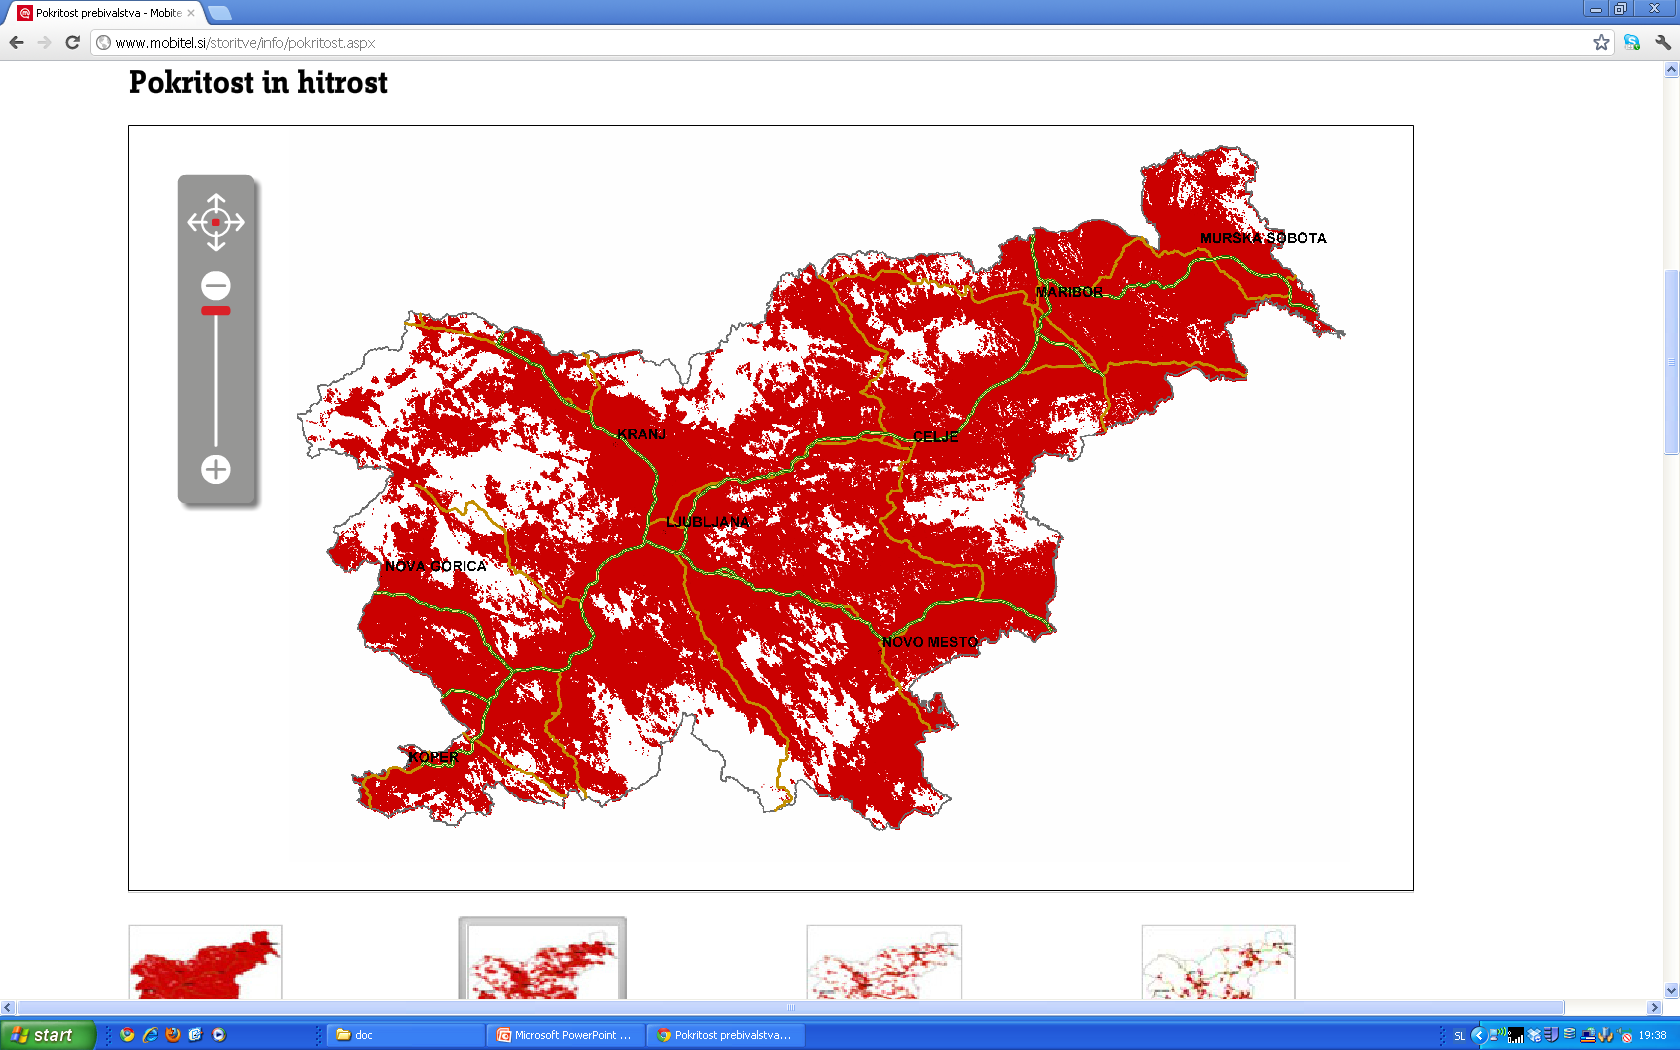 Pokritost prebivalstva - Mobite
www.mobitel.si/storitve/info/pokritost.aspx
Pokritost in hitrost
MURSKA SOBOTA
MARIBOR
KRANJ
CELJE
LJUBLJANA
NOVA GORICA
NOVO MESTO
KOPER
start
doc
Microsoft PowerPoint ...
Pokritost prebivalstva...
SL
19:38